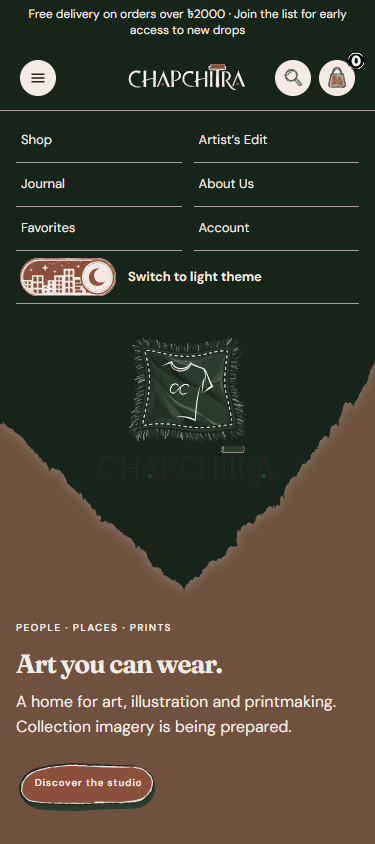 Free delivery on orders over ৳2000 · Join the list for early
access to new drops
CHAPCHITRA
0
Shop
Artist's Edit
Journal
About Us
Favorites
Account
Switch to light theme
CC
CHAPCHITRA
PEOPLE · PLACES · PRINTS
Art you can wear.
A home for art, illustration and printmaking.
Collection imagery is being prepared.
Discover the studio